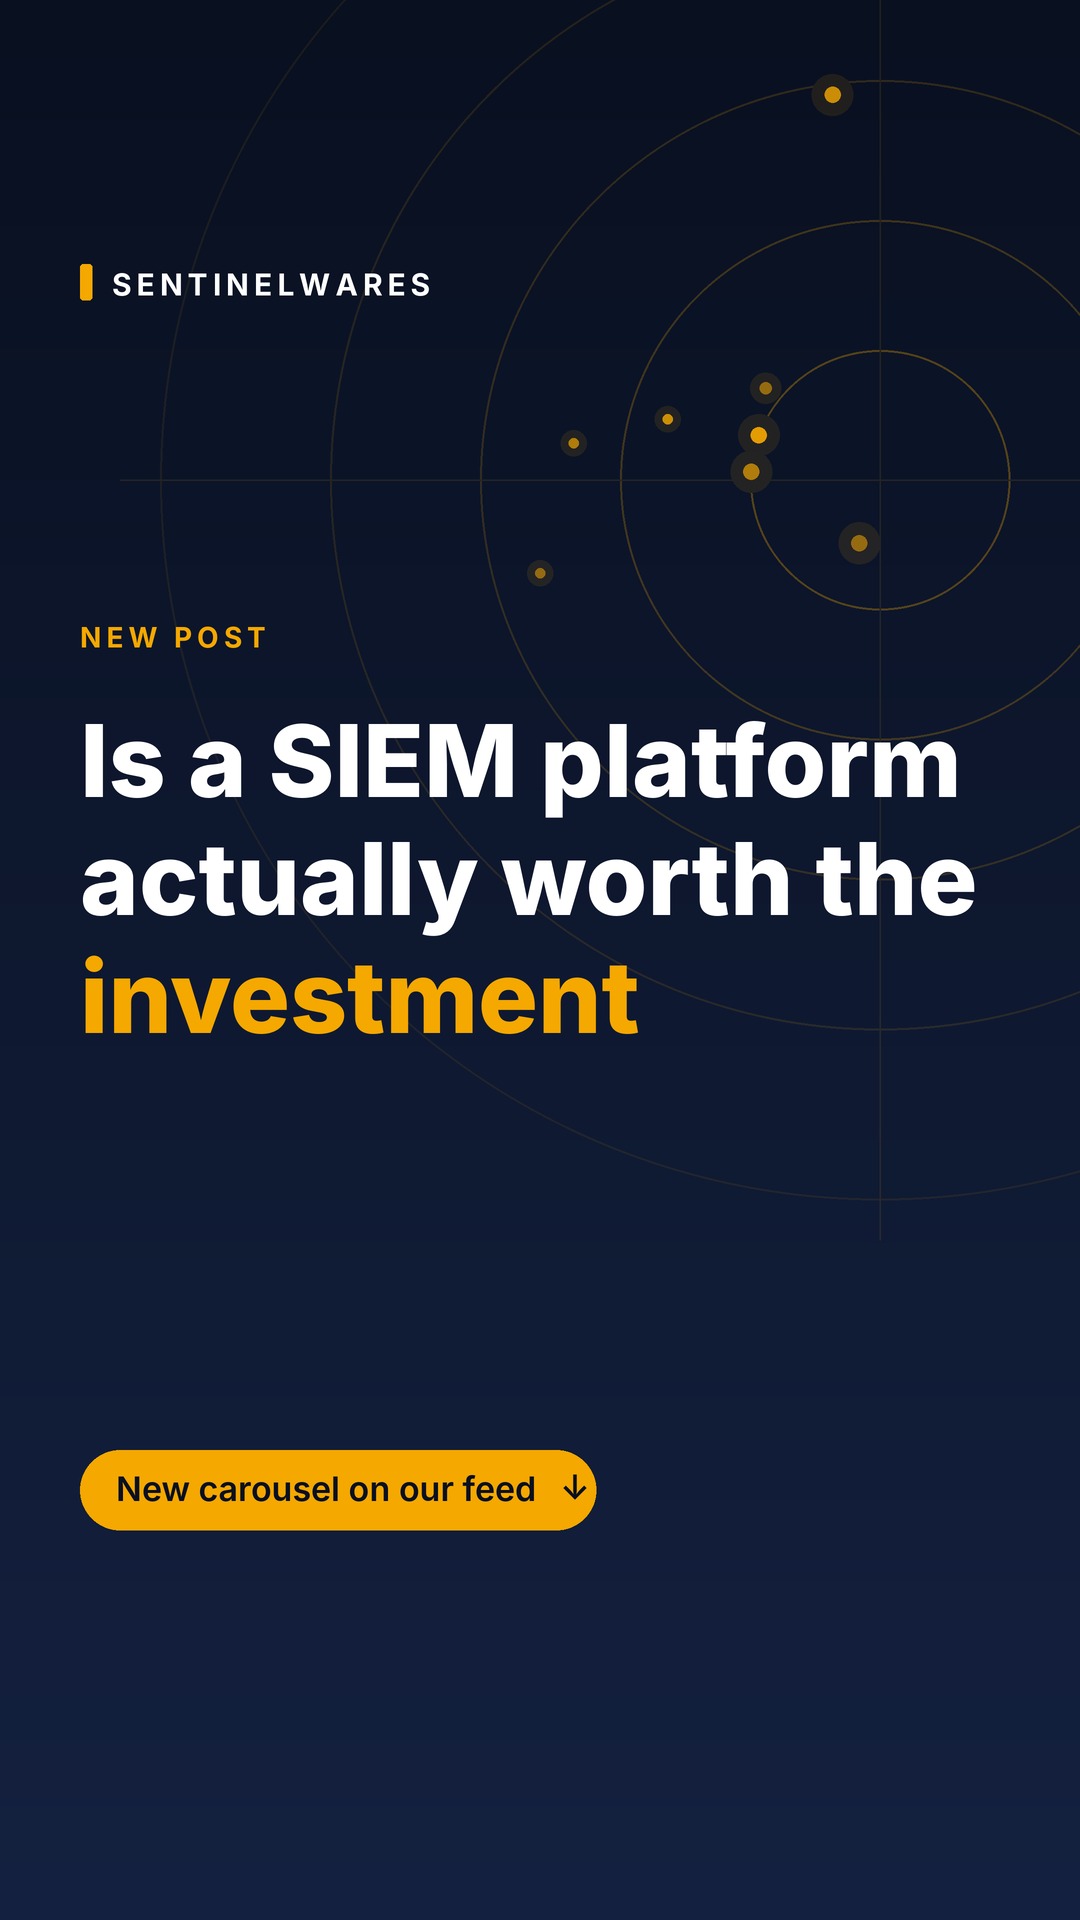 SENTINELWARES
NEW POST
Is a SIEM platform
actually worth the
investment
New carousel on our feed ↓